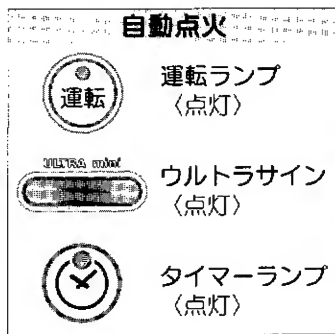 自動点火
運転
運転ランプ
〈点灯〉
ULTRA mini
ウルトラサイン
〈点灯〉
タイマーランプ
〈点灯〉